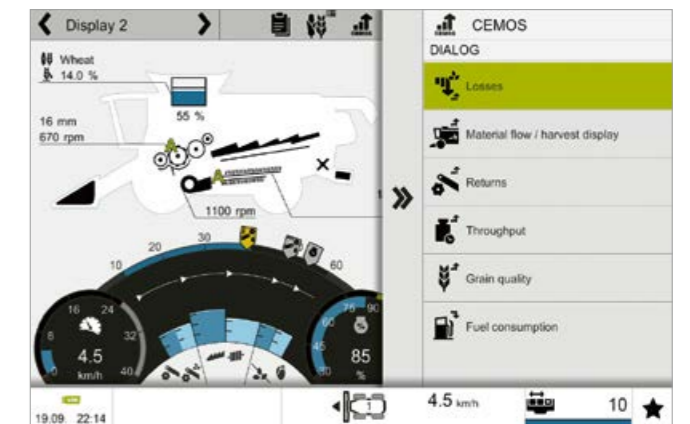 Display 2
CEMOS
CEMOS
DIALOG
Wheat
14.0 %
Losses
55 %
16 mm
670 rpm
Material flow / harvest display
Returns
1
1100 rpm
Throughput
10
20
30
60
Grain quality
8
16
24
32
40
4.5
km/h
60
75
90
45
30
85
%
Fuel consumption
19.09. 22:14
1
4.5 km/h
10